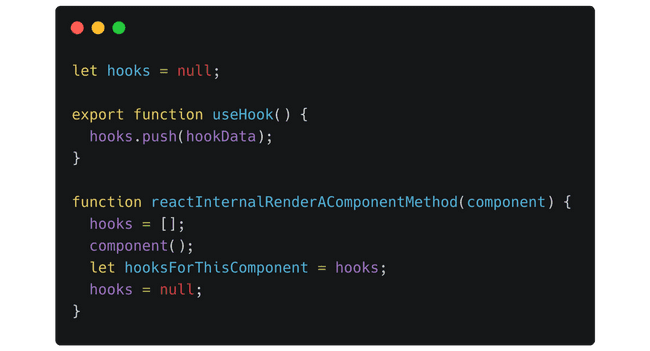 let hooks = null;
export function useHook() {
hooks.push(hookData);
}
function reactInternalRenderAComponentMethod(component) {
hooks = [];
component();
let hooksForThisComponent = hooks;
hooks = null;
}